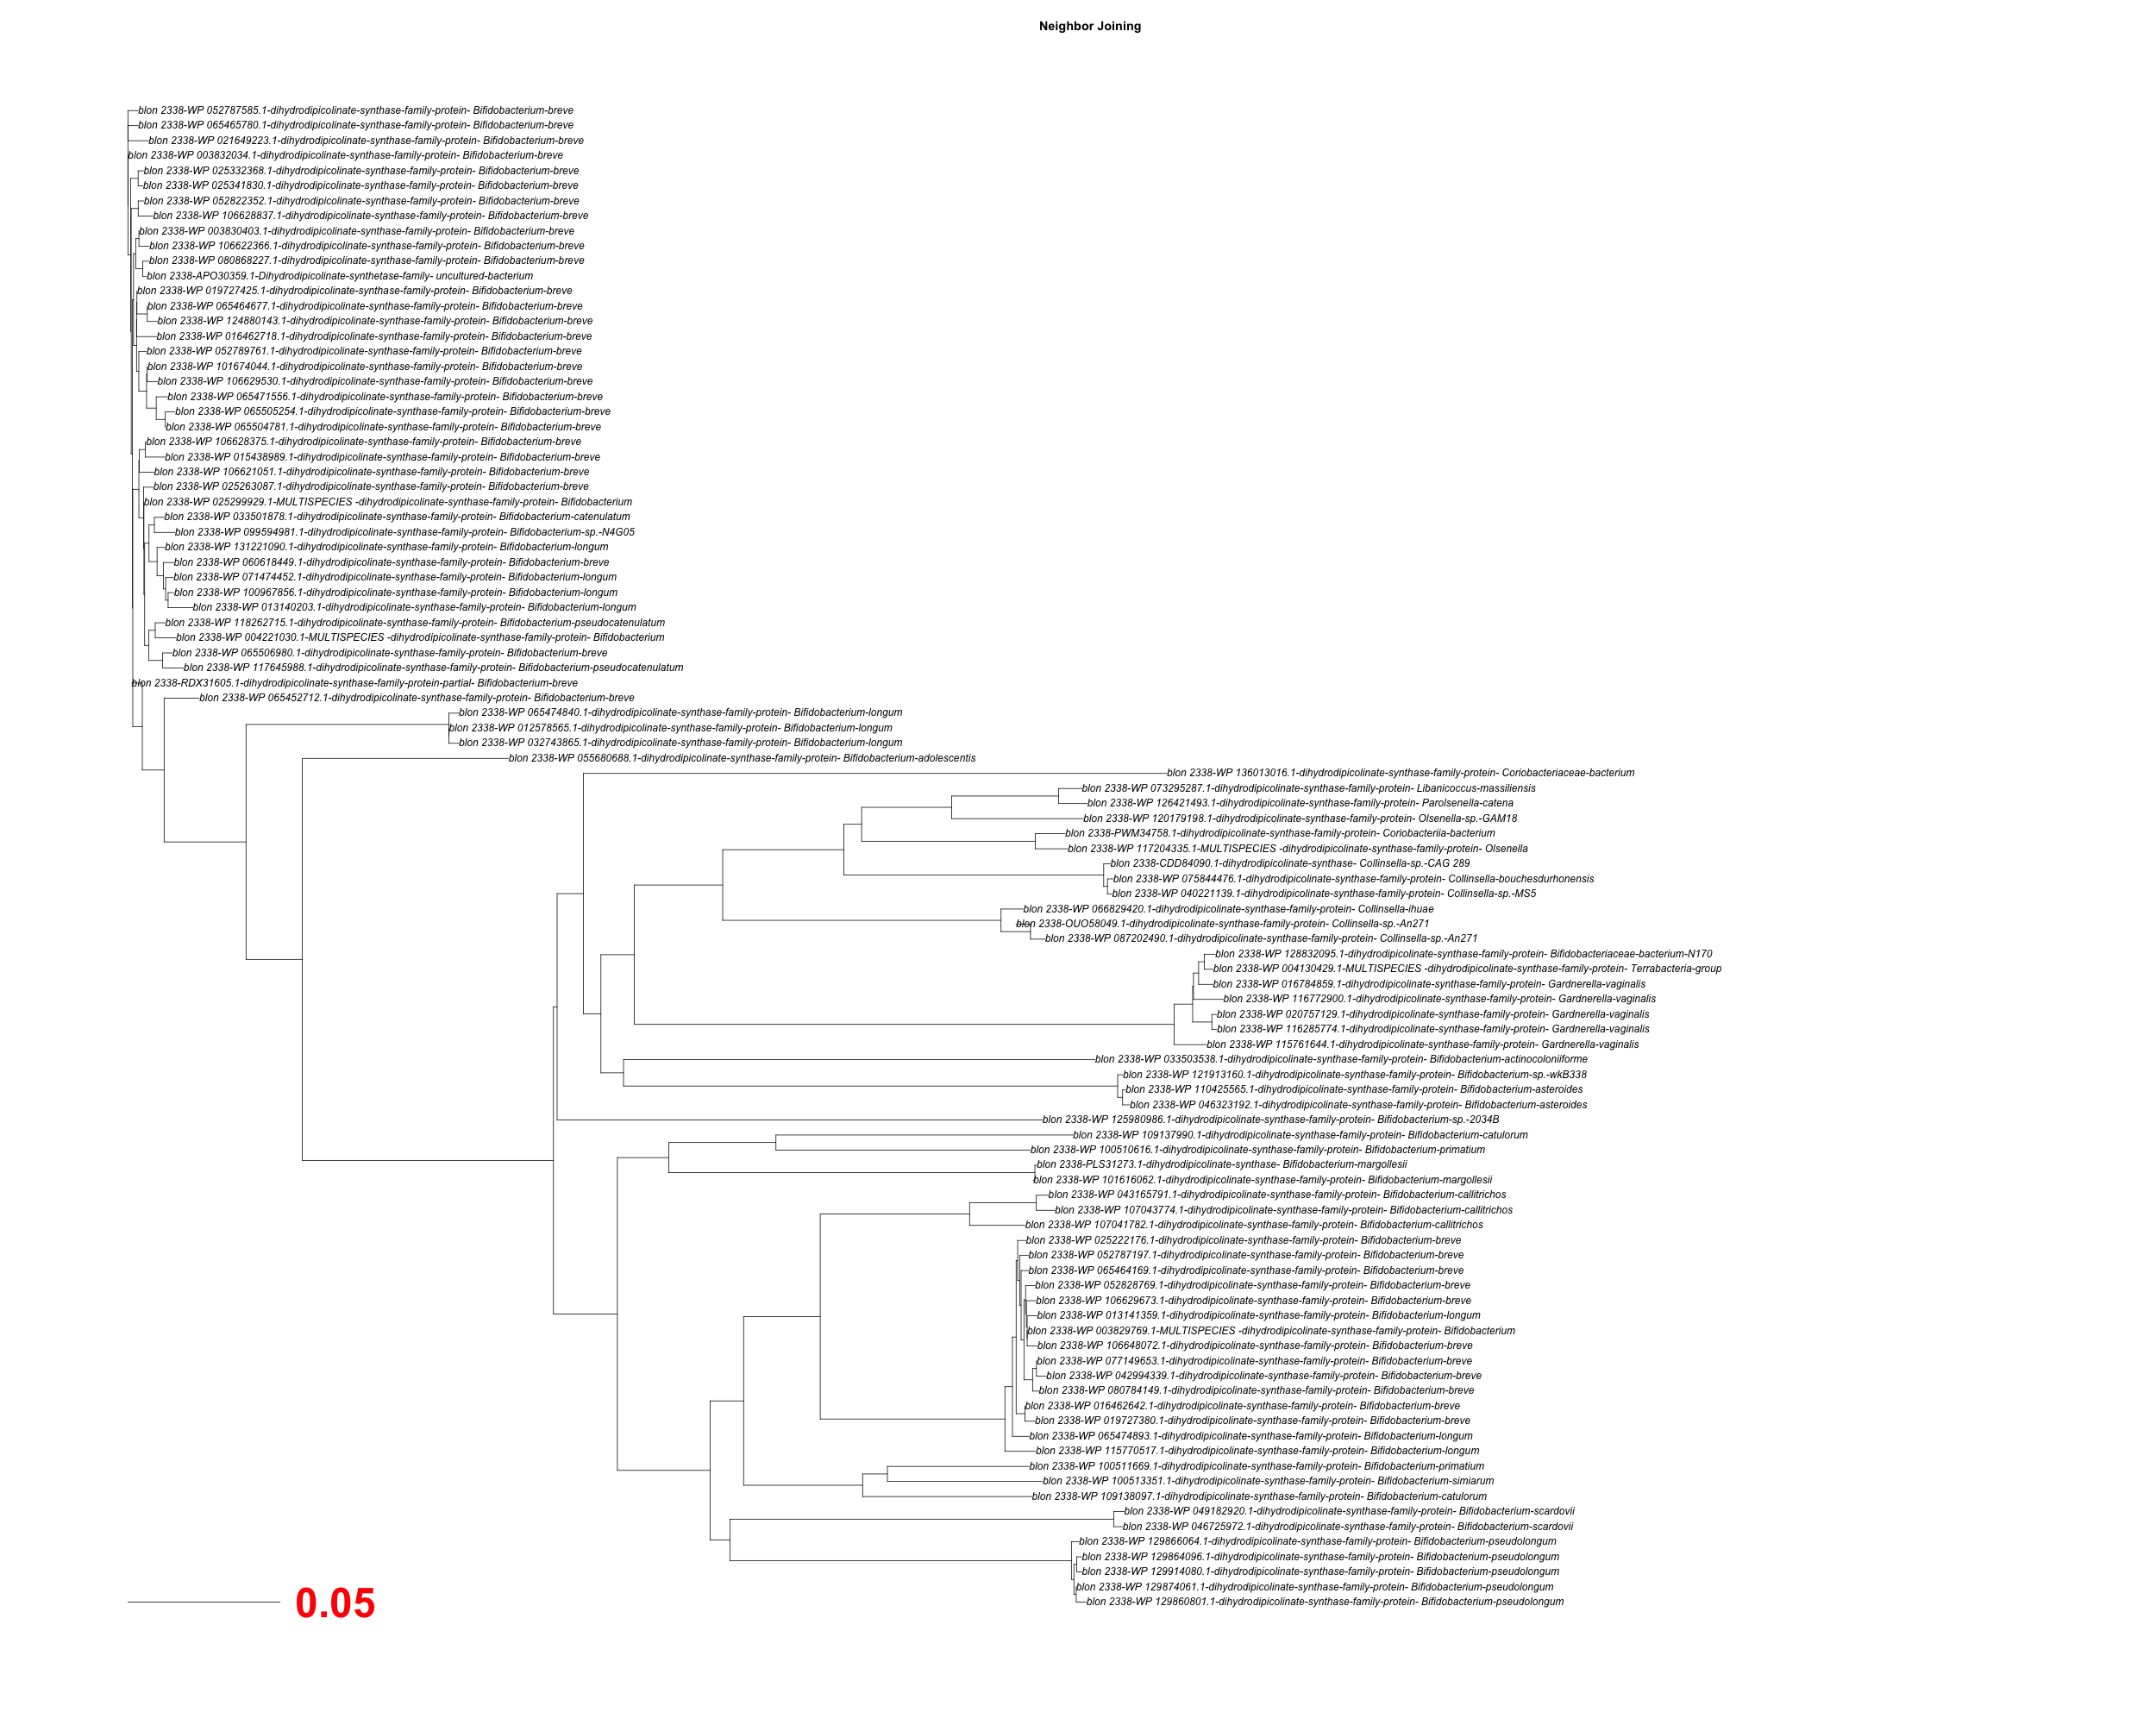 Neighbor Joining
blon 2338-WP 052787585.1-dihydrodipicolinate-synthase-family-protein- Bifidobacterium-breve
blon 2338-WP 065465780.1-dihydrodipicolinate-synthase-family-protein- Bifidobacterium-breve
blon 2338-WP 021649223.1-dihydrodipicolinate-synthase-family-protein- Bifidobacterium-breve
blon 2338-WP 003832034.1-dihydrodipicolinate-synthase-family-protein- Bifidobacterium-breve
blon 2338-WP 025332368.1-dihydrodipicolinate-synthase-family-protein- Bifidobacterium-breve
blon 2338-WP 025341830.1-dihydrodipicolinate-synthase-family-protein- Bifidobacterium-breve
blon 2338-WP 052822352.1-dihydrodipicolinate-synthase-family-protein- Bifidobacterium-breve
blon 2338-WP 106628837.1-dihydrodipicolinate-synthase-family-protein- Bifidobacterium-breve
blon 2338-WP 003830403.1-dihydrodipicolinate-synthase-family-protein- Bifidobacterium-breve
blon 2338-WP 106622366.1-dihydrodipicolinate-synthase-family-protein- Bifidobacterium-breve
blon 2338-WP 080868227.1-dihydrodipicolinate-synthase-family-protein- Bifidobacterium-breve
blon 2338-APO30359.1-Dihydrodipicolinate-synthetase-family- uncultured-bacterium
blon 2338-WP 019727425.1-dihydrodipicolinate-synthase-family-protein- Bifidobacterium-breve
blon 2338-WP 065464677.1-dihydrodipicolinate-synthase-family-protein- Bifidobacterium-breve
blon 2338-WP 124880143.1-dihydrodipicolinate-synthase-family-protein- Bifidobacterium-breve
blon 2338-WP 016462718.1-dihydrodipicolinate-synthase-family-protein- Bifidobacterium-breve
blon 2338-WP 052789761.1-dihydrodipicolinate-synthase-family-protein- Bifidobacterium-breve
blon 2338-WP 101674044.1-dihydrodipicolinate-synthase-family-protein- Bifidobacterium-breve
blon 2338-WP 106629530.1-dihydrodipicolinate-synthase-family-protein- Bifidobacterium-breve
blon 2338-WP 065471556.1-dihydrodipicolinate-synthase-family-protein- Bifidobacterium-breve
blon 2338-WP 065505254.1-dihydrodipicolinate-synthase-family-protein- Bifidobacterium-breve
blon 2338-WP 065504781.1-dihydrodipicolinate-synthase-family-protein- Bifidobacterium-breve
blon 2338-WP 106628375.1-dihydrodipicolinate-synthase-family-protein- Bifidobacterium-breve
blon 2338-WP 015438989.1-dihydrodipicolinate-synthase-family-protein- Bifidobacterium-breve
blon 2338-WP 106621051.1-dihydrodipicolinate-synthase-family-protein- Bifidobacterium-breve
blon 2338-WP 025263087.1-dihydrodipicolinate-synthase-family-protein- Bifidobacterium-breve
blon 2338-WP 025299929.1-MULTISPECIES -dihydrodipicolinate-synthase-family-protein- Bifidobacterium
blon 2338-WP 033501878.1-dihydrodipicolinate-synthase-family-protein- Bifidobacterium-catenulatum
blon 2338-WP 099594981.1-dihydrodipicolinate-synthase-family-protein- Bifidobacterium-sp.-N4G05
blon 2338-WP 131221090.1-dihydrodipicolinate-synthase-family-protein- Bifidobacterium-longum
blon 2338-WP 060618449.1-dihydrodipicolinate-synthase-family-protein- Bifidobacterium-breve
blon 2338-WP 071474452.1-dihydrodipicolinate-synthase-family-protein- Bifidobacterium-longum
blon 2338-WP 100967856.1-dihydrodipicolinate-synthase-family-protein- Bifidobacterium-longum
blon 2338-WP 013140203.1-dihydrodipicolinate-synthase-family-protein- Bifidobacterium-longum
blon 2338-WP 118262715.1-dihydrodipicolinate-synthase-family-protein- Bifidobacterium-pseudocatenulatum
blon 2338-WP 004221030.1-MULTISPECIES -dihydrodipicolinate-synthase-family-protein- Bifidobacterium
blon 2338-WP 065506980.1-dihydrodipicolinate-synthase-family-protein- Bifidobacterium-breve
blon 2338-WP 117645988.1-dihydrodipicolinate-synthase-family-protein- Bifidobacterium-pseudocatenulatum
blon 2338-RDX31605.1-dihydrodipicolinate-synthase-family-protein-partial- Bifidobacterium-breve
blon 2338-WP 065452712.1-dihydrodipicolinate-synthase-family-protein- Bifidobacterium-breve
blon 2338-WP 065474840.1-dihydrodipicolinate-synthase-family-protein- Bifidobacterium-longum
blon 2338-WP 012578565.1-dihydrodipicolinate-synthase-family-protein- Bifidobacterium-longum
blon 2338-WP 032743865.1-dihydrodipicolinate-synthase-family-protein- Bifidobacterium-longum
blon 2338-WP 055680688.1-dihydrodipicolinate-synthase-family-protein- Bifidobacterium-adolescentis
blon 2338-WP 136013016.1-dihydrodipicolinate-synthase-family-protein- Coriobacteriaceae-bacterium
blon 2338-WP 073295287.1-dihydrodipicolinate-synthase-family-protein- Libanicoccus-massiliensis
blon 2338-WP 126421493.1-dihydrodipicolinate-synthase-family-protein- Parolsenella-catena
blon 2338-WP 120179198.1-dihydrodipicolinate-synthase-family-protein- Olsenella-sp.-GAM18
blon 2338-PWM34758.1-dihydrodipicolinate-synthase-family-protein- Coriobacteriia-bacterium
blon 2338-WP 117204335.1-MULTISPECIES -dihydrodipicolinate-synthase-family-protein- Olsenella
blon 2338-CDD84090.1-dihydrodipicolinate-synthase- Collinsella-sp.-CAG 289
blon 2338-WP 075844476.1-dihydrodipicolinate-synthase-family-protein- Collinsella-bouchesdurhonensis
blon 2338-WP 040221139.1-dihydrodipicolinate-synthase-family-protein- Collinsella-sp.-MS5
blon 2338-WP 066829420.1-dihydrodipicolinate-synthase-family-protein- Collinsella-ihuae
blon 2338-OUO58049.1-dihydrodipicolinate-synthase-family-protein- Collinsella-sp.-An271
blon 2338-WP 087202490.1-dihydrodipicolinate-synthase-family-protein- Collinsella-sp.-An271
blon 2338-WP 128832095.1-dihydrodipicolinate-synthase-family-protein- Bifidobacteriaceae-bacterium-N170
blon 2338-WP 004130429.1-MULTISPECIES -dihydrodipicolinate-synthase-family-protein- Terrabacteria-group
blon 2338-WP 016784859.1-dihydrodipicolinate-synthase-family-protein- Gardnerella-vaginalis
blon 2338-WP 116772900.1-dihydrodipicolinate-synthase-family-protein- Gardnerella-vaginalis
blon 2338-WP 020757129.1-dihydrodipicolinate-synthase-family-protein- Gardnerella-vaginalis
blon 2338-WP 116285774.1-dihydrodipicolinate-synthase-family-protein- Gardnerella-vaginalis
blon 2338-WP 115761644.1-dihydrodipicolinate-synthase-family-protein- Gardnerella-vaginalis
blon 2338-WP 033503538.1-dihydrodipicolinate-synthase-family-protein- Bifidobacterium-actinocoloniiforme
blon 2338-WP 121913160.1-dihydrodipicolinate-synthase-family-protein- Bifidobacterium-sp.-wkB338
blon 2338-WP 110425565.1-dihydrodipicolinate-synthase-family-protein- Bifidobacterium-asteroides
blon 2338-WP 046323192.1-dihydrodipicolinate-synthase-family-protein- Bifidobacterium-asteroides
blon 2338-WP 125980986.1-dihydrodipicolinate-synthase-family-protein- Bifidobacterium-sp.-2034B
blon 2338-WP 109137990.1-dihydrodipicolinate-synthase-family-protein- Bifidobacterium-catulorum
blon 2338-WP 100510616.1-dihydrodipicolinate-synthase-family-protein- Bifidobacterium-primatium
blon 2338-PLS31273.1-dihydrodipicolinate-synthase- Bifidobacterium-margollesii
blon 2338-WP 101616062.1-dihydrodipicolinate-synthase-family-protein- Bifidobacterium-margollesii
blon 2338-WP 043165791.1-dihydrodipicolinate-synthase-family-protein- Bifidobacterium-callitrichos
blon 2338-WP 107043774.1-dihydrodipicolinate-synthase-family-protein- Bifidobacterium-callitrichos
blon 2338-WP 107041782.1-dihydrodipicolinate-synthase-family-protein- Bifidobacterium-callitrichos
blon 2338-WP 025222176.1-dihydrodipicolinate-synthase-family-protein- Bifidobacterium-breve
blon 2338-WP 052787197.1-dihydrodipicolinate-synthase-family-protein- Bifidobacterium-breve
blon 2338-WP 065464169.1-dihydrodipicolinate-synthase-family-protein- Bifidobacterium-breve
blon 2338-WP 052828769.1-dihydrodipicolinate-synthase-family-protein- Bifidobacterium-breve
blon 2338-WP 106629673.1-dihydrodipicolinate-synthase-family-protein- Bifidobacterium-breve
blon 2338-WP 013141359.1-dihydrodipicolinate-synthase-family-protein- Bifidobacterium-longum
blon 2338-WP 003829769.1-MULTISPECIES -dihydrodipicolinate-synthase-family-protein- Bifidobacterium
blon 2338-WP 106648072.1-dihydrodipicolinate-synthase-family-protein- Bifidobacterium-breve
blon 2338-WP 077149653.1-dihydrodipicolinate-synthase-family-protein- Bifidobacterium-breve
blon 2338-WP 042994339.1-dihydrodipicolinate-synthase-family-protein- Bifidobacterium-breve
blon 2338-WP 080784149.1-dihydrodipicolinate-synthase-family-protein- Bifidobacterium-breve
blon 2338-WP 016462642.1-dihydrodipicolinate-synthase-family-protein- Bifidobacterium-breve
blon 2338-WP 019727380.1-dihydrodipicolinate-synthase-family-protein- Bifidobacterium-breve
blon 2338-WP 065474893.1-dihydrodipicolinate-synthase-family-protein- Bifidobacterium-longum
blon 2338-WP 115770517.1-dihydrodipicolinate-synthase-family-protein- Bifidobacterium-longum
blon 2338-WP 100511669.1-dihydrodipicolinate-synthase-family-protein- Bifidobacterium-primatium
blon 2338-WP 100513351.1-dihydrodipicolinate-synthase-family-protein- Bifidobacterium-simiarum
blon 2338-WP 109138097.1-dihydrodipicolinate-synthase-family-protein- Bifidobacterium-catulorum
blon 2338-WP 049182920.1-dihydrodipicolinate-synthase-family-protein- Bifidobacterium-scardovii
blon 2338-WP 046725972.1-dihydrodipicolinate-synthase-family-protein- Bifidobacterium-scardovii
blon 2338-WP 129866064.1-dihydrodipicolinate-synthase-family-protein- Bifidobacterium-pseudolongum
blon 2338-WP 129864096.1-dihydrodipicolinate-synthase-family-protein- Bifidobacterium-pseudolongum
blon 2338-WP 129914080.1-dihydrodipicolinate-synthase-family-protein- Bifidobacterium-pseudolongum
blon 2338-WP 129874061.1-dihydrodipicolinate-synthase-family-protein- Bifidobacterium-pseudolongum
blon 2338-WP 129860801.1-dihydrodipicolinate-synthase-family-protein- Bifidobacterium-pseudolongum
0.05